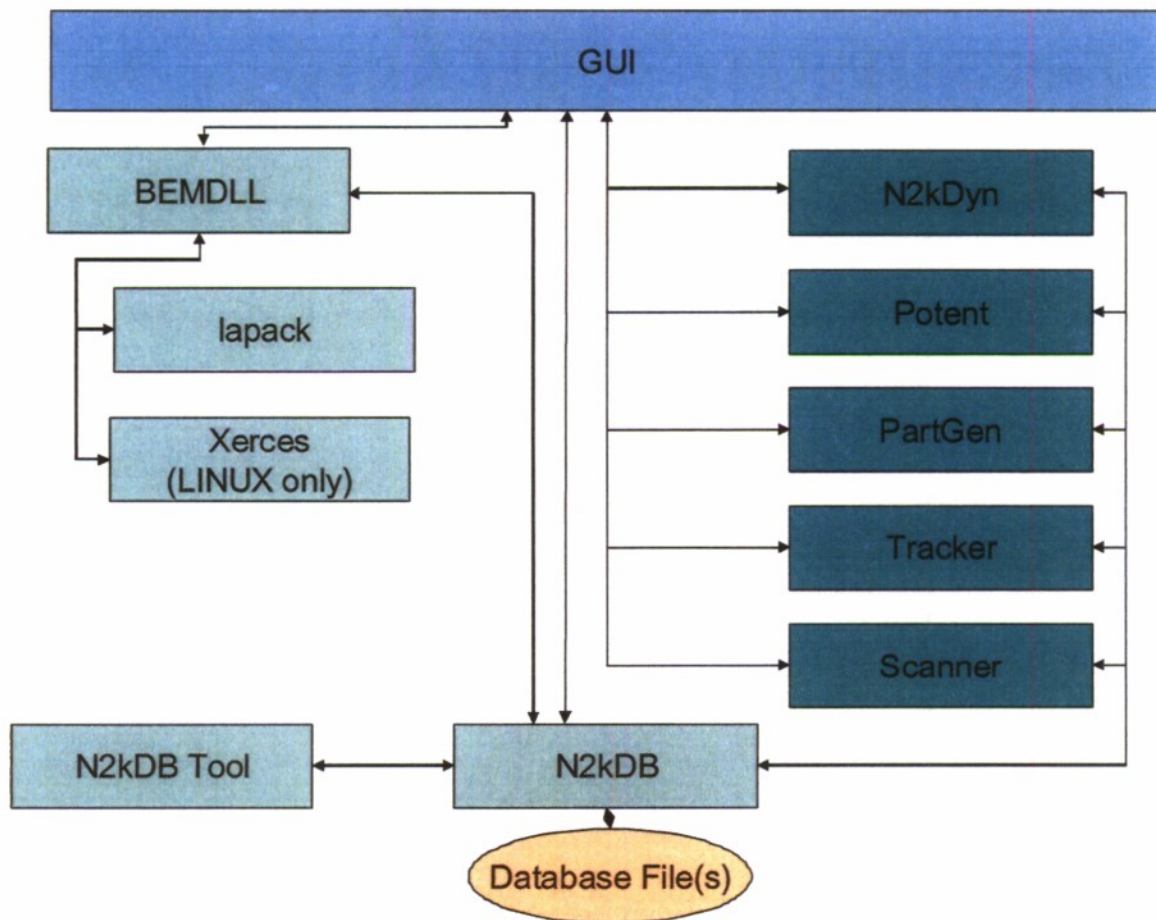 GUI
BEMDLL
lapack
Xerces
(LINUX only)
N2kDyn
Potent
PartGen
Tracker
Scanner
N2kDB Tool
N2kDB
Database File(s)